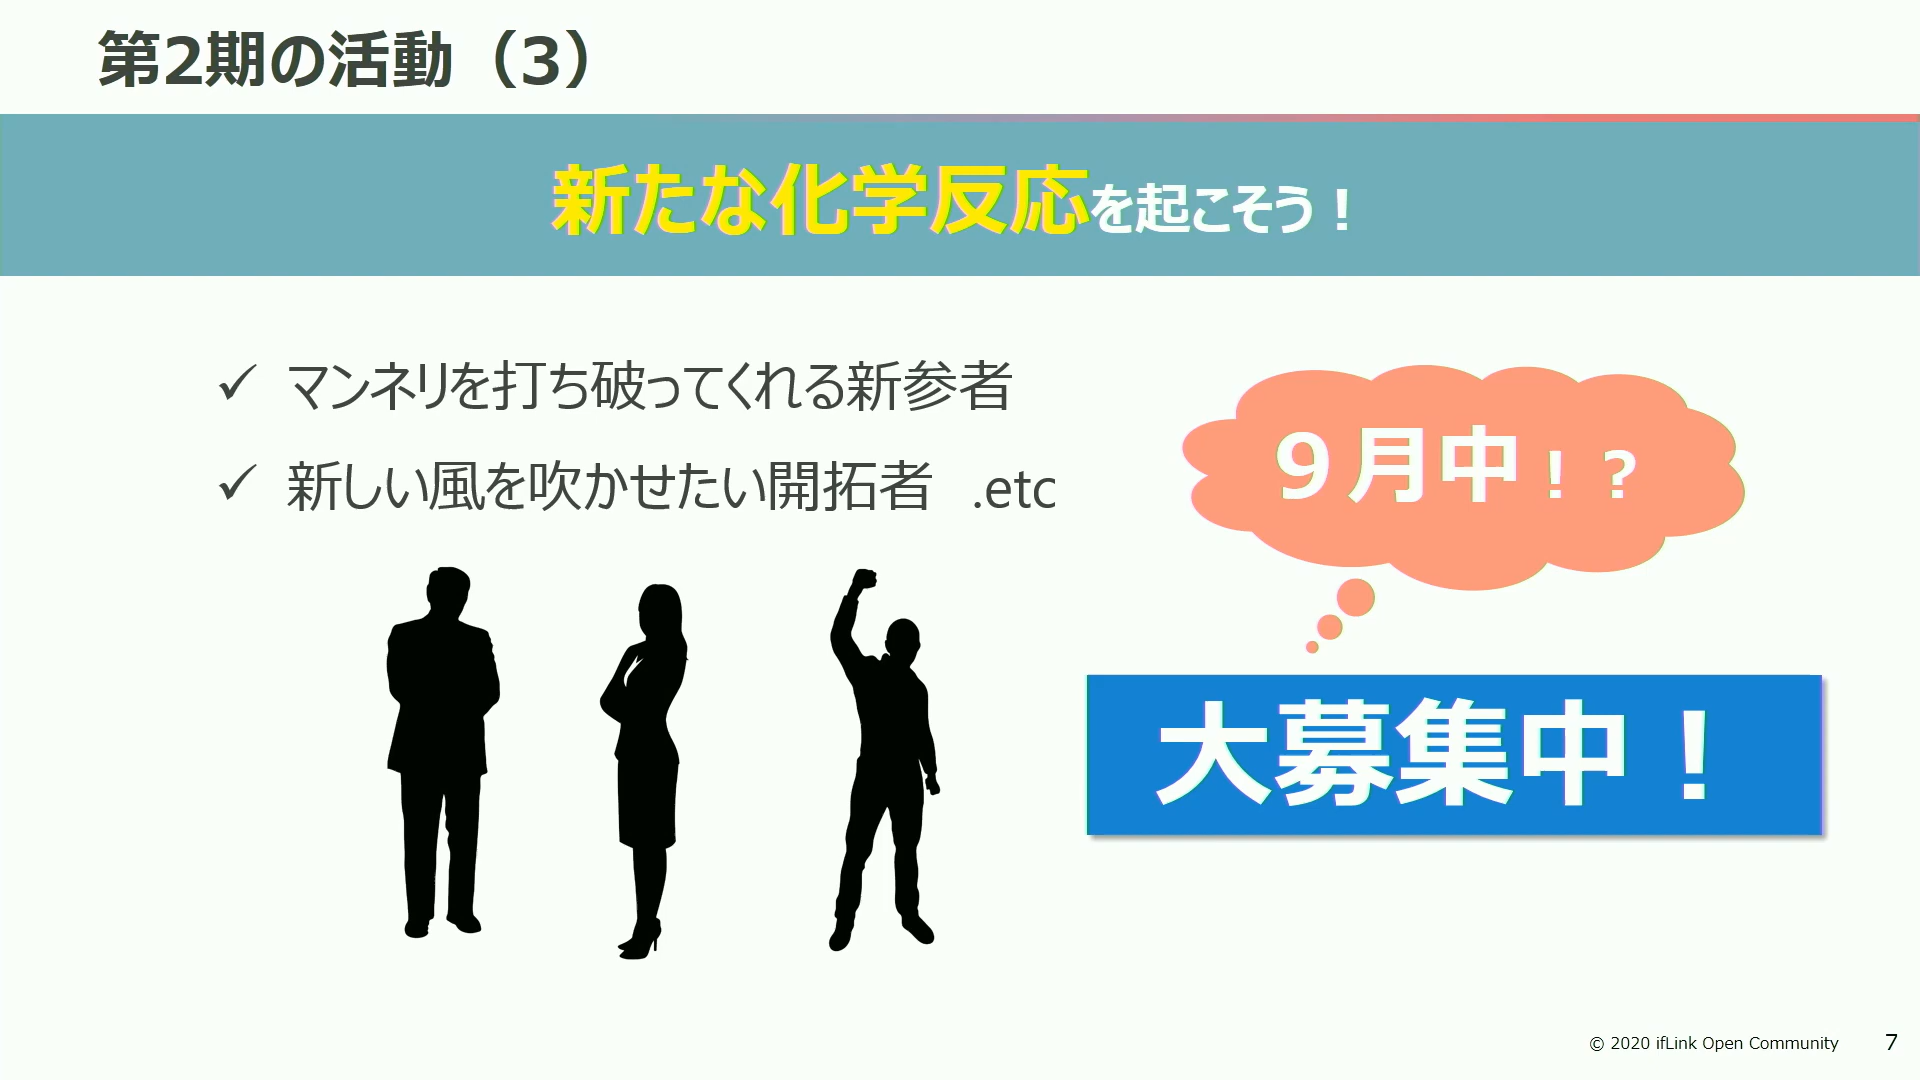 第2期の活動（3）
新たな化学反応を起こそう！
✓ マンネリを打ち破ってくれる新参者
✓ 新しい風を吹かせたい開拓者　.etc
９月中！？
大募集中！
© 2020 ifLink Open Community
7